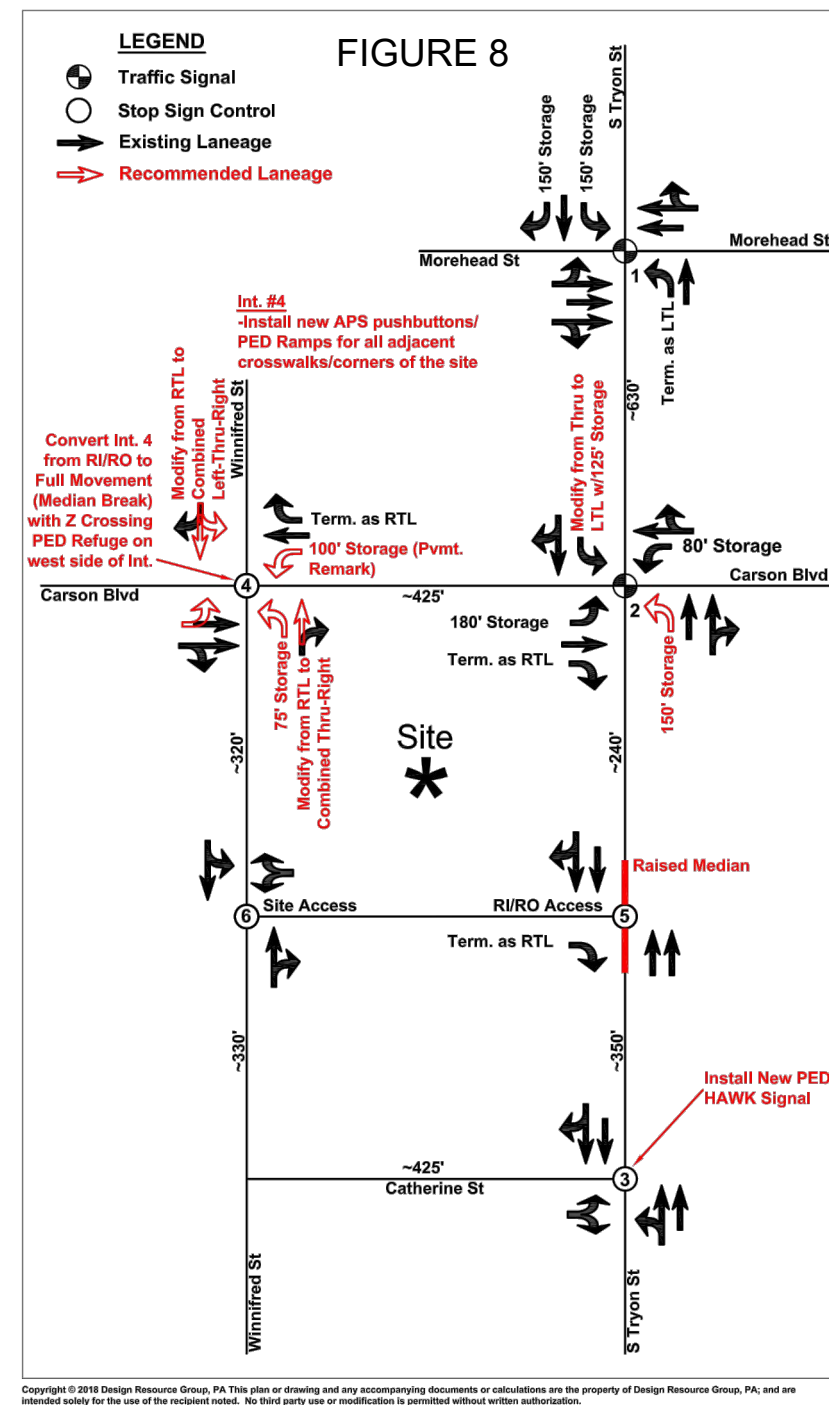 FIGURE 8
LEGEND
Traffic Signal
Stop Sign Control
Existing Laneage
Recommended Laneage
S Tryon St
150' Storage
150' Storage
Morehead St
Morehead St
1
Term. as LTL
~630'
Int. #4
-Install new APS pushbuttons/
PED Ramps for all adjacent
crosswalks/corners of the site
Winnifred St
Modify from RTL to
Combined
Left-Thru-Right
Convert Int. 4
from RI/RO to
Full Movement
(Median Break)
with Z Crossing
PED Refuge on
west side of Int.
Term. as RTL
100' Storage (Pvmt.
Remark)
Modify from Thru to
LTL w/125' Storage
80' Storage
Carson Blvd
4
~425'
Carson Blvd
2
180' Storage
Term. as RTL
150' Storage
75' Storage
Modify from RTL to
Combined Thru-Right
~320'
Site
*
~240'
Raised Median
6
Site Access
RI/RO Access
5
Term. as RTL
~330'
~350'
Install New PED
HAWK Signal
~425'
Catherine St
3
Winnifred St
S Tryon St
Copyright © 2018 Design Resource Group, PA This plan or drawing and any accompanying documents or calculations are the property of Design Resource Group, PA; and are
intended solely for the use of the recipient noted. No third party use or modification is permitted without written authorization.